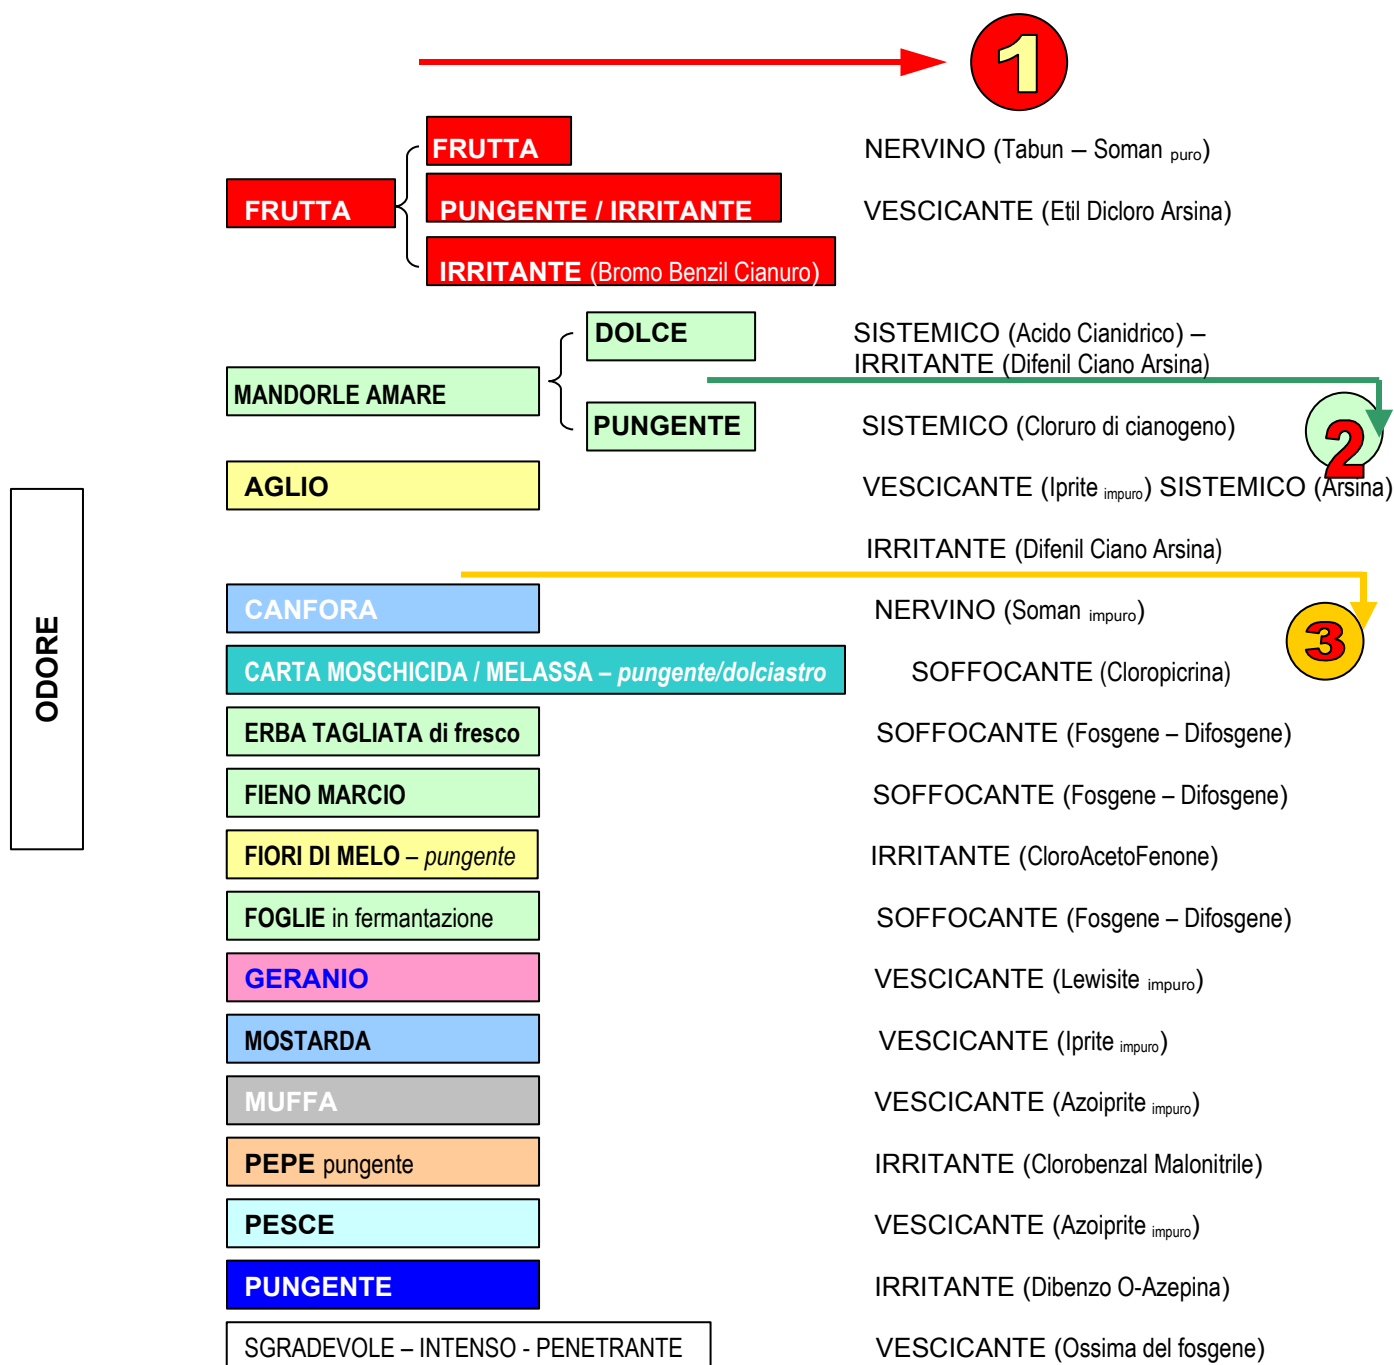 1
FRUTTA NERVINO (Tabun – Soman puro)
FRUTTA PUNGENTE / IRRITANTE VESCICANTE (Etil Dicloro Arsina)
IRRITANTE (Bromo Benzil Cianuro)
DOLCE SISTEMICO (Acido Cianidrico) –
IRRITANTE (Difenil Ciano Arsina)
MANDORLE AMARE
PUNGENTE SISTEMICO (Cloruro di cianogeno)
2
AGLIO VESCICANTE (Iprite impuro) SISTEMICO (Arsina)
IRRITANTE (Difenil Ciano Arsina)
CANFORA NERVINO (Soman impuro)
3
ODORE
CARTA MOSCHICIDA / MELASSA – pungente/dolciastro SOFFOCANTE (Cloropicrina)
ERBA TAGLIATA di fresco SOFFOCANTE (Fosgene – Difosgene)
FIENO MARCIO SOFFOCANTE (Fosgene – Difosgene)
FIORI DI MELO – pungente IRRITANTE (CloroAcetoFenone)
FOGLIE in fermantazione SOFFOCANTE (Fosgene – Difosgene)
GERANIO VESCICANTE (Lewisite impuro)
MOSTARDA VESCICANTE (Iprite impuro)
MUFFA VESCICANTE (Azoiprite impuro)
PEPE pungente IRRITANTE (Clorobenzal Malonitrile)
PESCE VESCICANTE (Azoiprite impuro)
PUNGENTE IRRITANTE (Dibenzo O-Azepina)
SGRADEVOLE – INTENSO - PENETRANTE VESCICANTE (Ossima del fosgene)